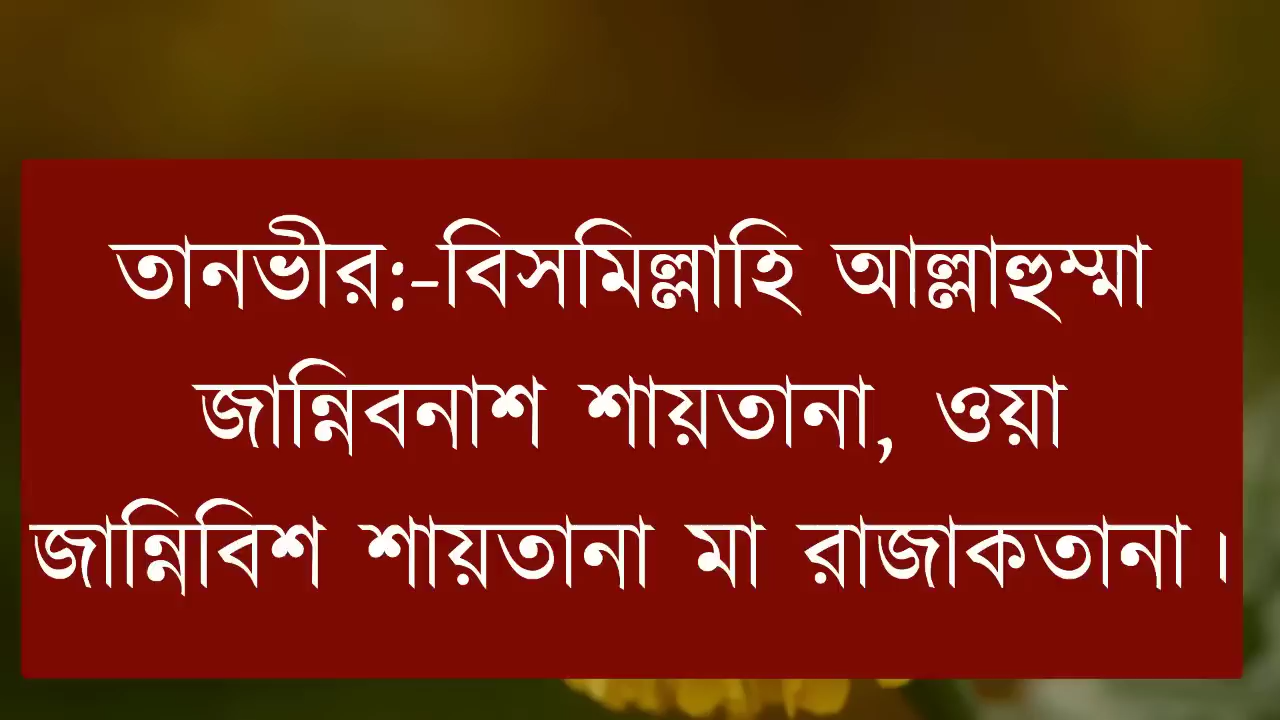 তানভীর:-বিসমিল্লাহি আল্লাহুম্মা
জান্নিবনাশ শায়তানা, ওয়া
জান্নিবিশ শায়তানা মা রাজাকতানা।